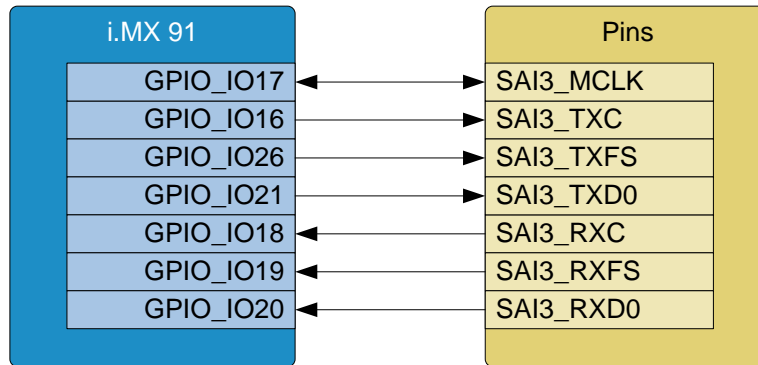 i.MX 91 Pins
GPIO_IO17 SAI3_MCLK
GPIO_IO16 SAI3_TXC
GPIO_IO26 SAI3_TXFS
GPIO_IO21 SAI3_TXD0
GPIO_IO18 SAI3_RXC
GPIO_IO19 SAI3_RXFS
GPIO_IO20 SAI3_RXD0